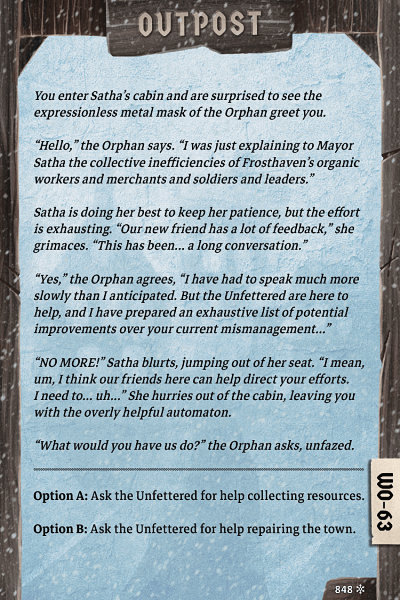 OUTPOST
You enter Satha's cabin and are surprised to see the
expressionless metal mask of the Orphan greet you.
“Hello,” the Orphan says. “I was just explaining to Mayor
Satha the collective inefficiencies of Frosthaven's organic
workers and merchants and soldiers and leaders.”
Satha is doing her best to keep her patience, but the effort
is exhausting. “Our new friend has a lot of feedback,” she
grimaces. “This has been... a long conversation.”
“Yes,” the Orphan agrees, “I have had to speak much more
slowly than I anticipated. But the Unfettered are here to
help, and I have prepared an exhaustive list of potential
improvements over your current mismanagement...”
“NO MORE!” Satha blurts, jumping out of her seat. “I mean,
um, I think our friends here can help direct your efforts.
I need to... uh...” She hurries out of the cabin, leaving you
with the overly helpful automaton.
“What would you have us do?” the Orphan asks, unfazed.
Option A: Ask the Unfettered for help collecting resources.
Option B: Ask the Unfettered for help repairing the town.
WO-63
848